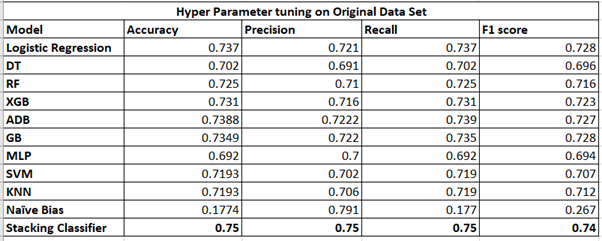 Hyper Parameter tuning on Original Data Set
Model Accuracy Precision Recall F1 score
Logistic Regression 0.737 0.721 0.737 0.728
DT 0.702 0.691 0.702 0.696
RF 0.725 0.71 0.725 0.716
XGB 0.731 0.716 0.731 0.723
ADB 0.7388 0.7222 0.739 0.727
GB 0.7349 0.722 0.735 0.728
MLP 0.692 0.7 0.692 0.694
SVM 0.7193 0.702 0.719 0.707
KNN 0.7193 0.706 0.719 0.712
Naïve Bias 0.1774 0.791 0.177 0.267
Stacking Classifier 0.75 0.75 0.75 0.74